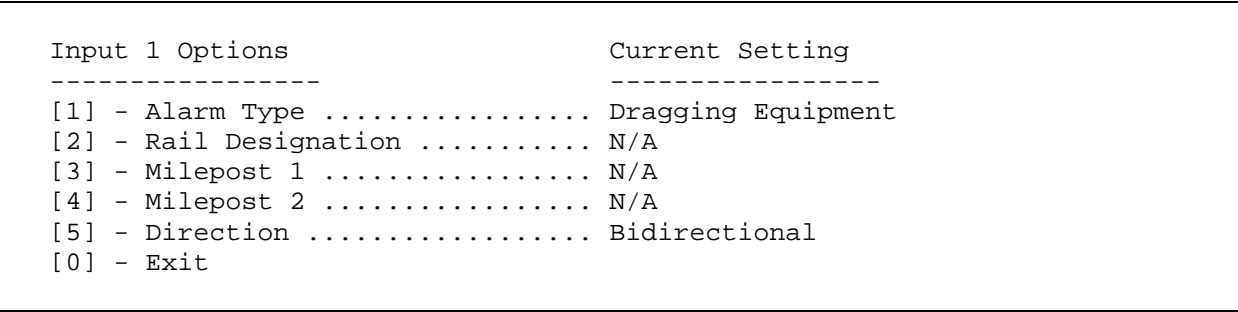 Input 1 Options                    Current Setting
-----------------                  -----------------
[1] - Alarm Type ................. Dragging Equipment
[2] - Rail Designation ........... N/A
[3] - Milepost 1 ................. N/A
[4] - Milepost 2 ................. N/A
[5] - Direction .................. Bidirectional
[0] - Exit